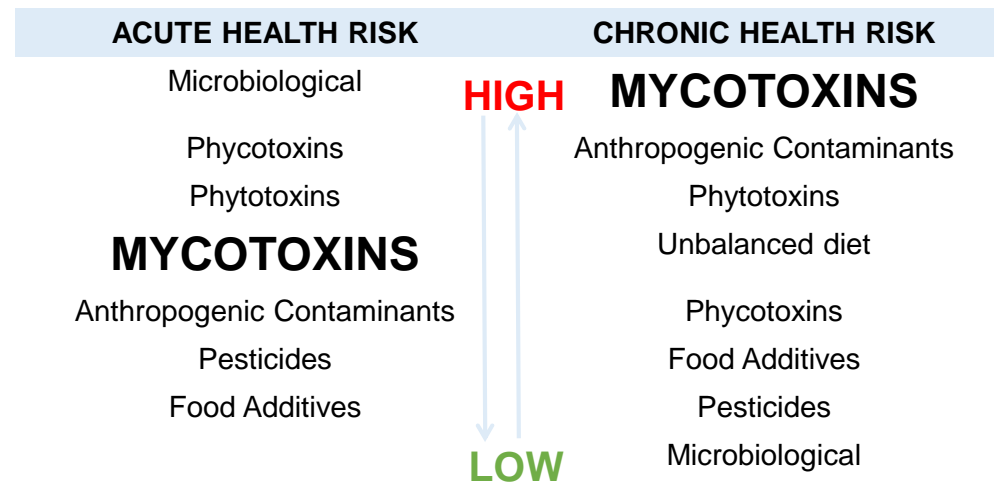 ACUTE HEALTH RISK
CHRONIC HEALTH RISK
Microbiological
Phycotoxins
Phytotoxins
MYCOTOXINS
Anthropogenic Contaminants
Pesticides
Food Additives
HIGH
LOW
MYCOTOXINS
Anthropogenic Contaminants
Phytotoxins
Unbalanced diet
Phycotoxins
Food Additives
Pesticides
Microbiological